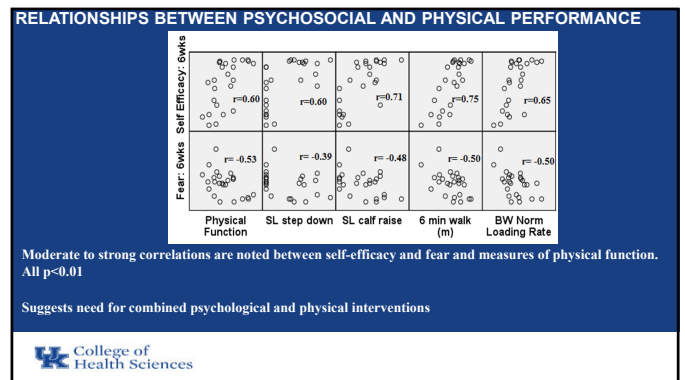 RELATIONSHIPS BETWEEN PSYCHOSOCIAL AND PHYSICAL PERFORMANCE
Self Efficacy: 6wks
r=0.60
r=0.60
r=0.71
r=0.75
r=0.65
Fear: 6wks
r= -0.53
r= -0.39
r= -0.48
r= -0.50
r= -0.50
Physical
Function
SL step down
SL calf raise
6 min walk
(m)
BW Norm
Loading Rate
Moderate to strong correlations are noted between self-efficacy and fear and measures of physical function.
All p<0.01
Suggests need for combined psychological and physical interventions
UK
College of
Health Sciences